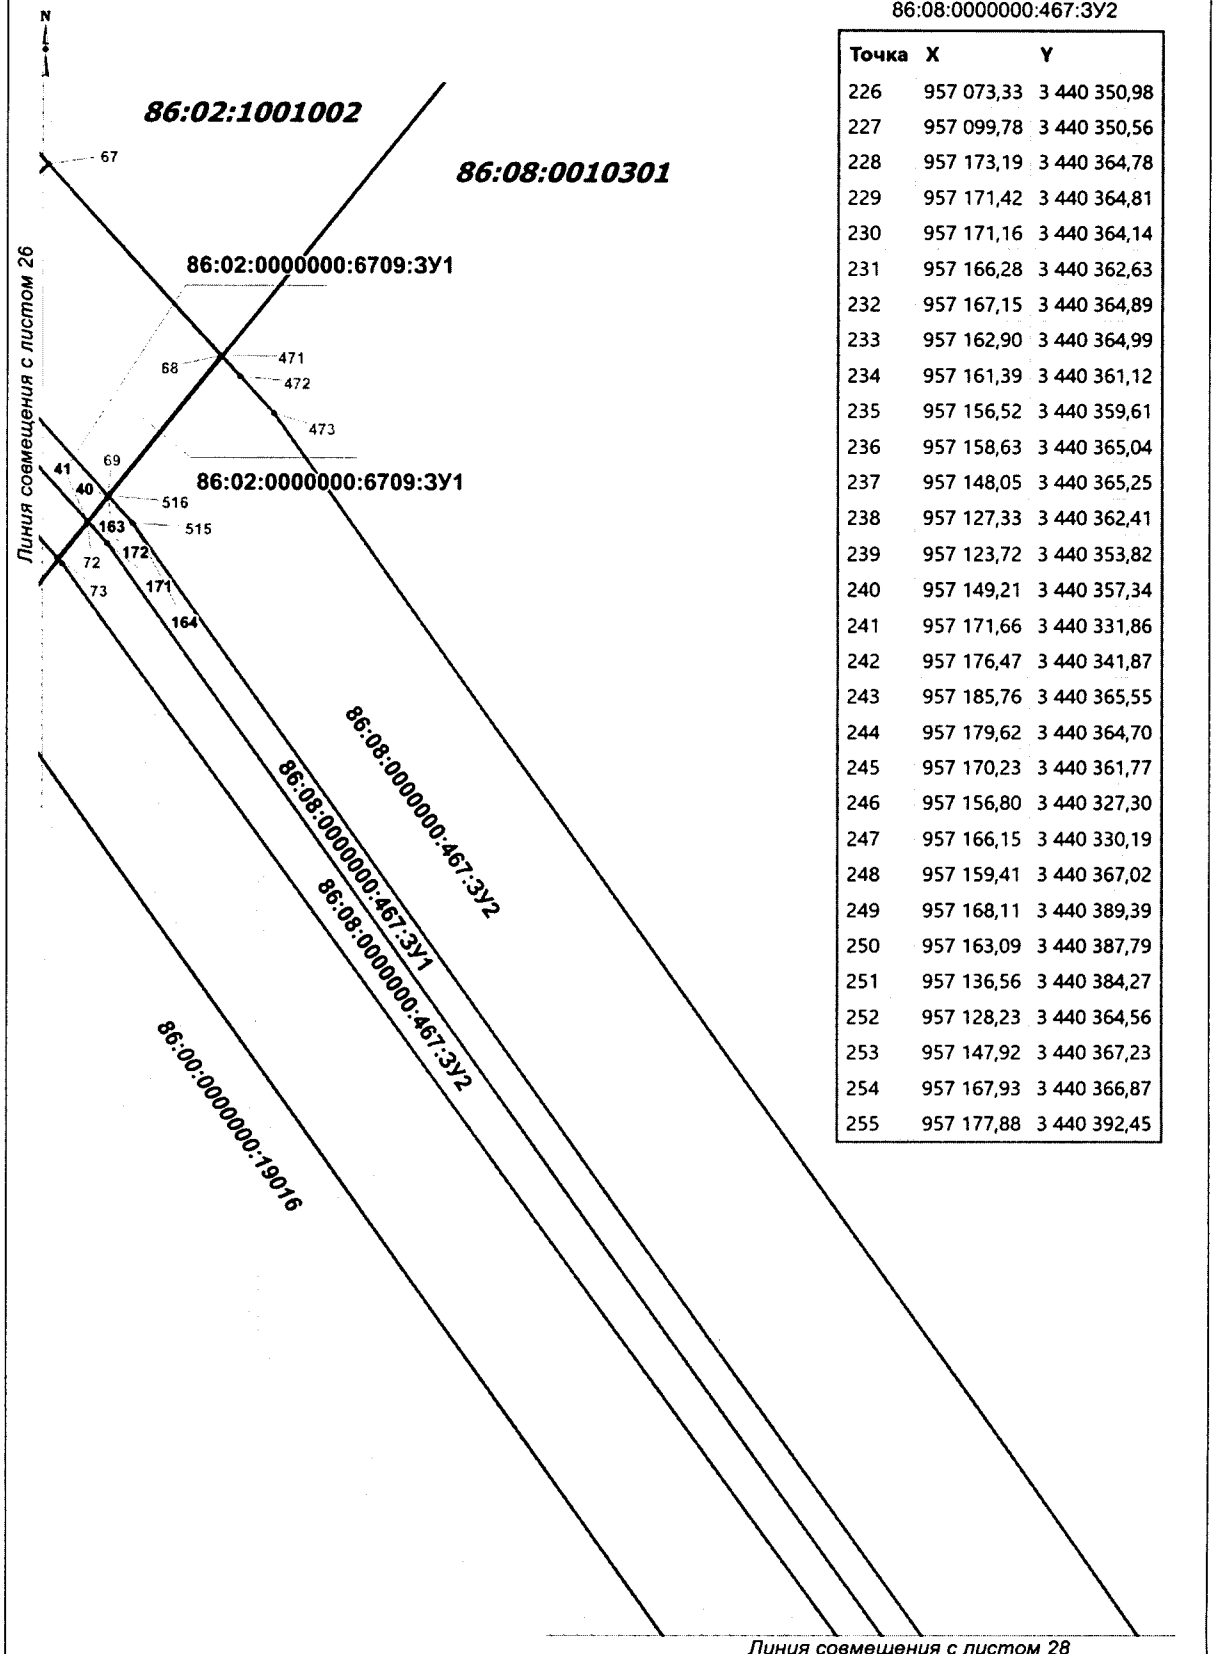 86:08:0000000:467:ЗУ2
N
Точка X Y
226 957 073,33 3 440 350,98
227 957 099,78 3 440 350,56
228 957 173,19 3 440 364,78
229 957 171,42 3 440 364,81
230 957 171,16 3 440 364,14
231 957 166,28 3 440 362,63
232 957 167,15 3 440 364,89
233 957 162,90 3 440 364,99
234 957 161,39 3 440 361,12
235 957 156,52 3 440 359,61
236 957 158,63 3 440 365,04
237 957 148,05 3 440 365,25
238 957 127,33 3 440 362,41
239 957 123,72 3 440 353,82
240 957 149,21 3 440 357,34
241 957 171,66 3 440 331,86
242 957 176,47 3 440 341,87
243 957 185,76 3 440 365,55
244 957 179,62 3 440 364,70
245 957 170,23 3 440 361,77
246 957 156,80 3 440 327,30
247 957 166,15 3 440 330,19
248 957 159,41 3 440 367,02
249 957 168,11 3 440 389,39
250 957 163,09 3 440 387,79
251 957 136,56 3 440 384,27
252 957 128,23 3 440 364,56
253 957 147,92 3 440 367,23
254 957 167,93 3 440 366,87
255 957 177,88 3 440 392,45
86:02:1001002
67
86:08:0010301
Линия совмещения с листом 26
86:02:0000000:6709:ЗУ1
68
471
472
473
69
41
40
86:02:0000000:6709:ЗУ1
516
163
515
172
72
171
73
164
86:08:0000000:467:ЗУ2
86:08:0000000:467:ЗУ1
86:08:0000000:467:ЗУ2
86:00:0000000:19016
Линия совмещения с листом 28